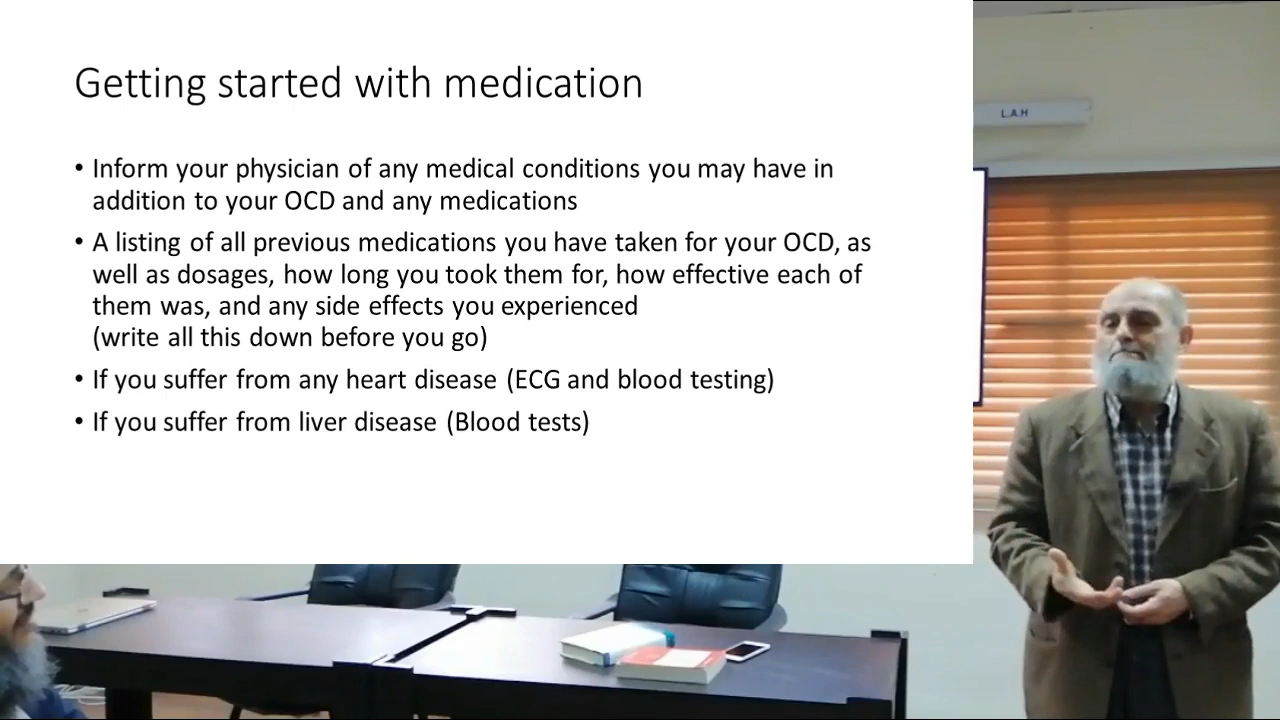 Getting started with medication
• Inform your physician of any medical conditions you may have in
addition to your OCD and any medications
• A listing of all previous medications you have taken for your OCD, as
well as dosages, how long you took them for, how effective each of
them was, and any side effects you experienced
(write all this down before you go)
• If you suffer from any heart disease (ECG and blood testing)
• If you suffer from liver disease (Blood tests)
L.A.H